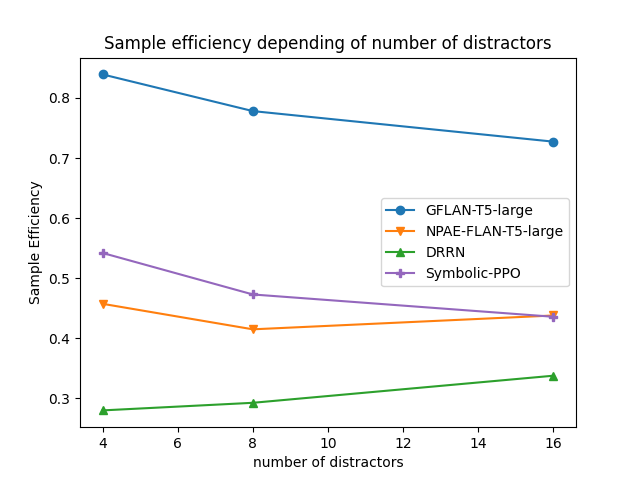 Sample efficiency depending of number of distractors
Sample Efficiency
0.8
0.7
0.6
0.5
0.4
0.3
GFLAN-T5-large
NPAE-FLAN-T5-large
DRRN
Symbolic-PPO
4 6 8 10 12 14 16
number of distractors